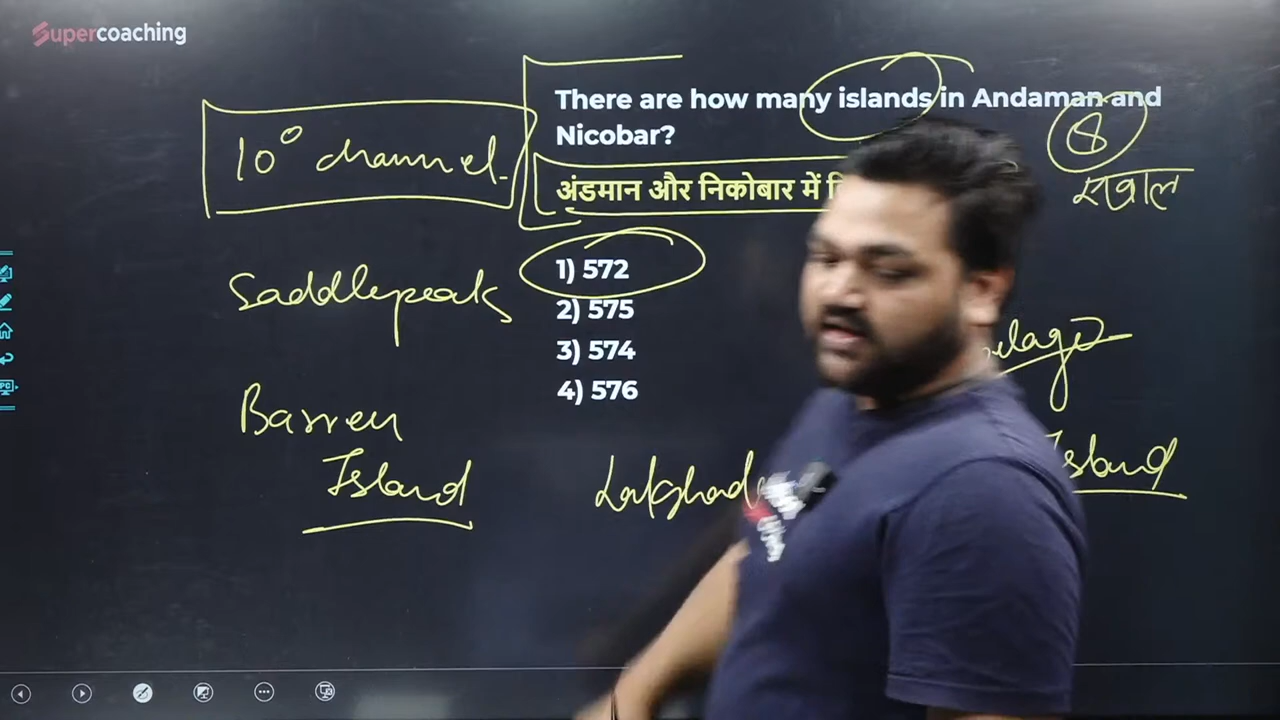 Supercoaching
There are how many islands in Andaman and
Nicobar?
8
10° channel
अंडमान और निकोबार में
सवाल
1) 572
Saddlepeak
2) 575
3) 574
4) 576
Barren
Island
Island
PC